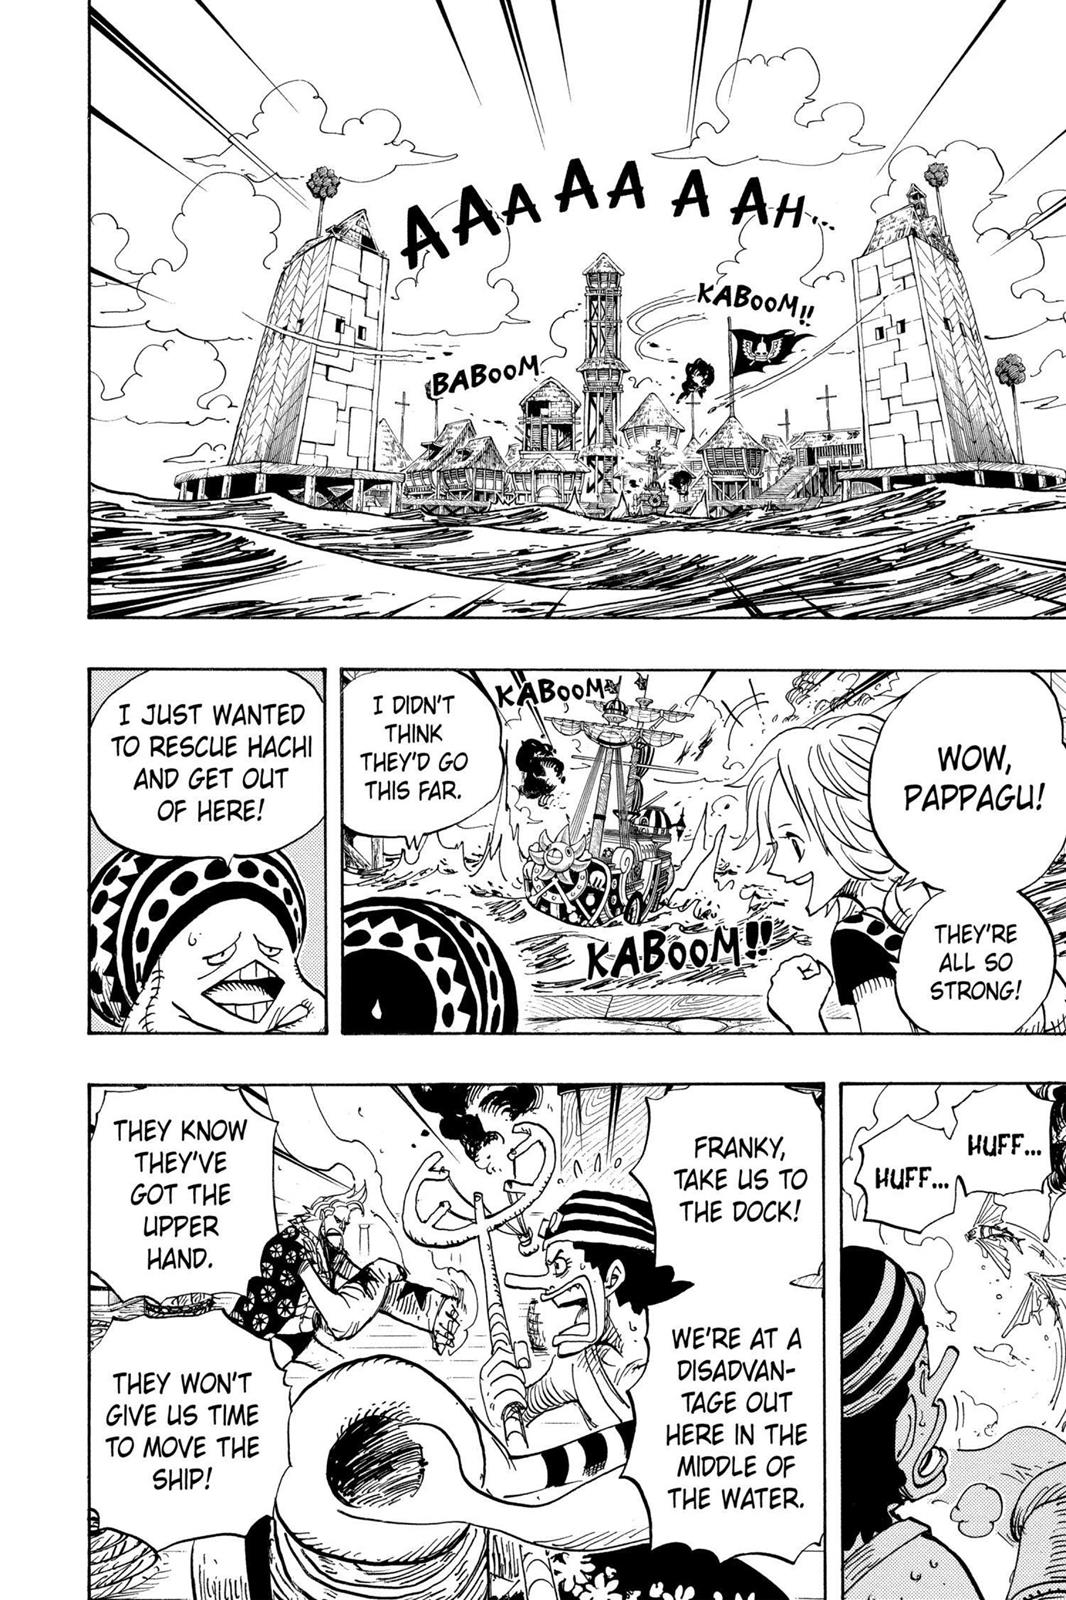 AAAAAAAH...
BABOOM
KABOOM!!
WOW,
PAPPAGU!
THEY'RE
ALL SO
STRONG!
KABOOM
KABOOM!!
I DIDN'T
THINK
THEY'D GO
THIS FAR.
I JUST WANTED
TO RESCUE HACHI
AND GET OUT
OF HERE!
HUFF...
HUFF...
FRANKY,
TAKE US TO
THE DOCK!
WE'RE AT A
DISADVAN-
TAGE OUT
HERE IN THE
MIDDLE OF
THE WATER.
THEY KNOW
THEY'VE
GOT THE
UPPER
HAND.
THEY WON'T
GIVE US TIME
TO MOVE THE
SHIP!